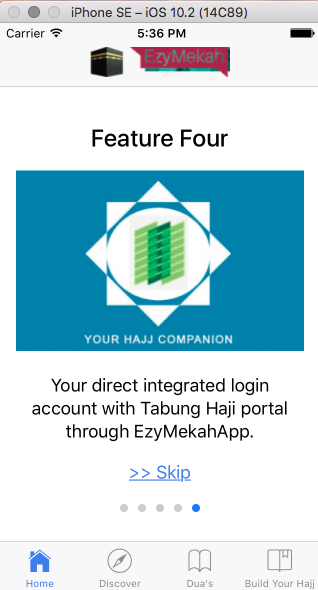 iPhone SE – iOS 10.2 (14C89)
Carrier 5:36 PM
EzyMekah
Feature Four
YOUR HAJJ COMPANION
Your direct integrated login
account with Tabung Haji portal
through EzyMekahApp.
>> Skip
Home Discover Dua's Build Your Hajj